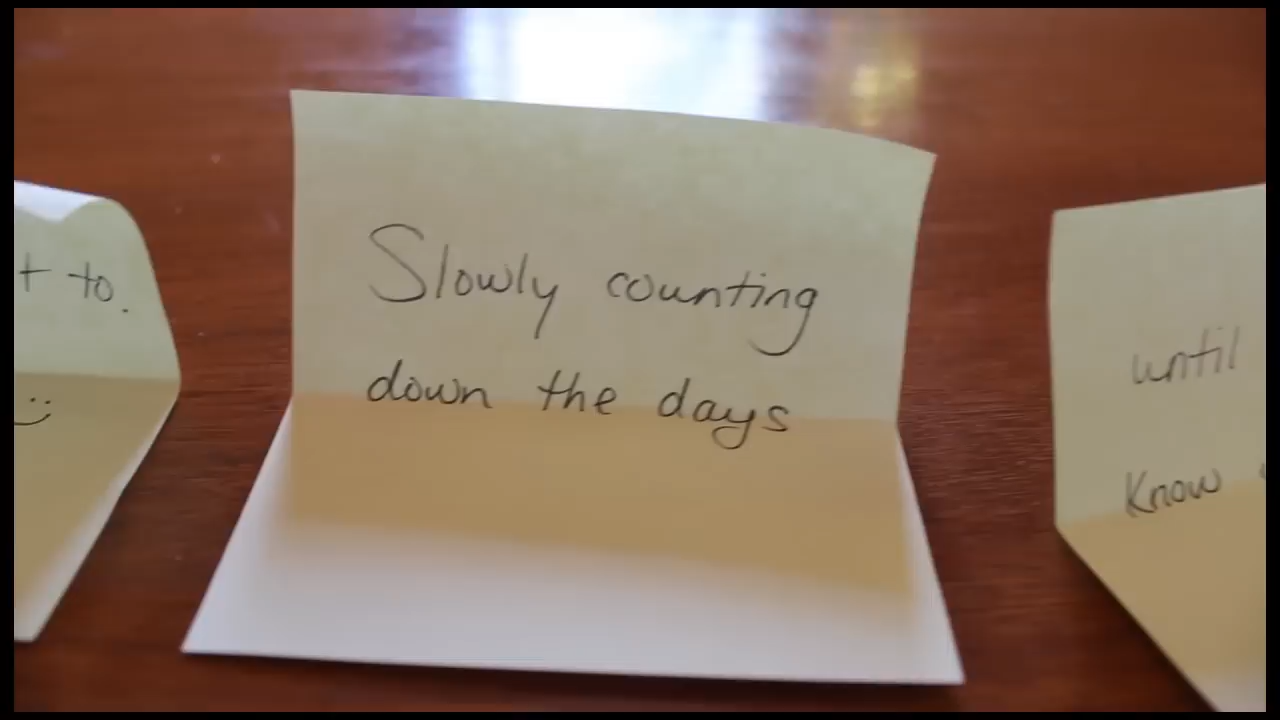 t to.
:)
Slowly counting
down the days
until
Know